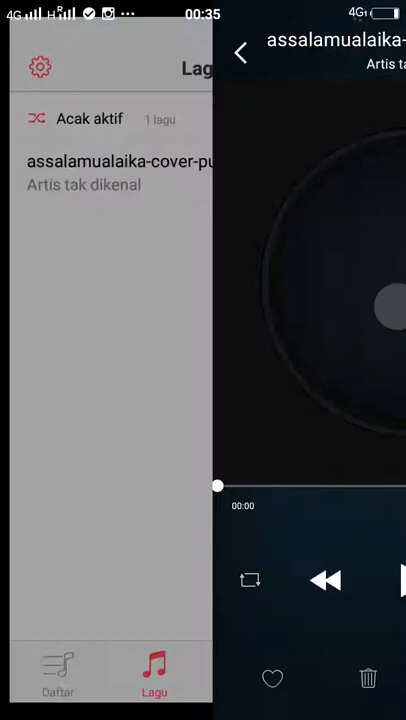 4G H R 00:35 4G
assalamualaika-
Artis ta
Lag
Acak aktif 1 lagu
assalamualaika-cover-pu
Artis tak dikenal
00:00
Daftar Lagu